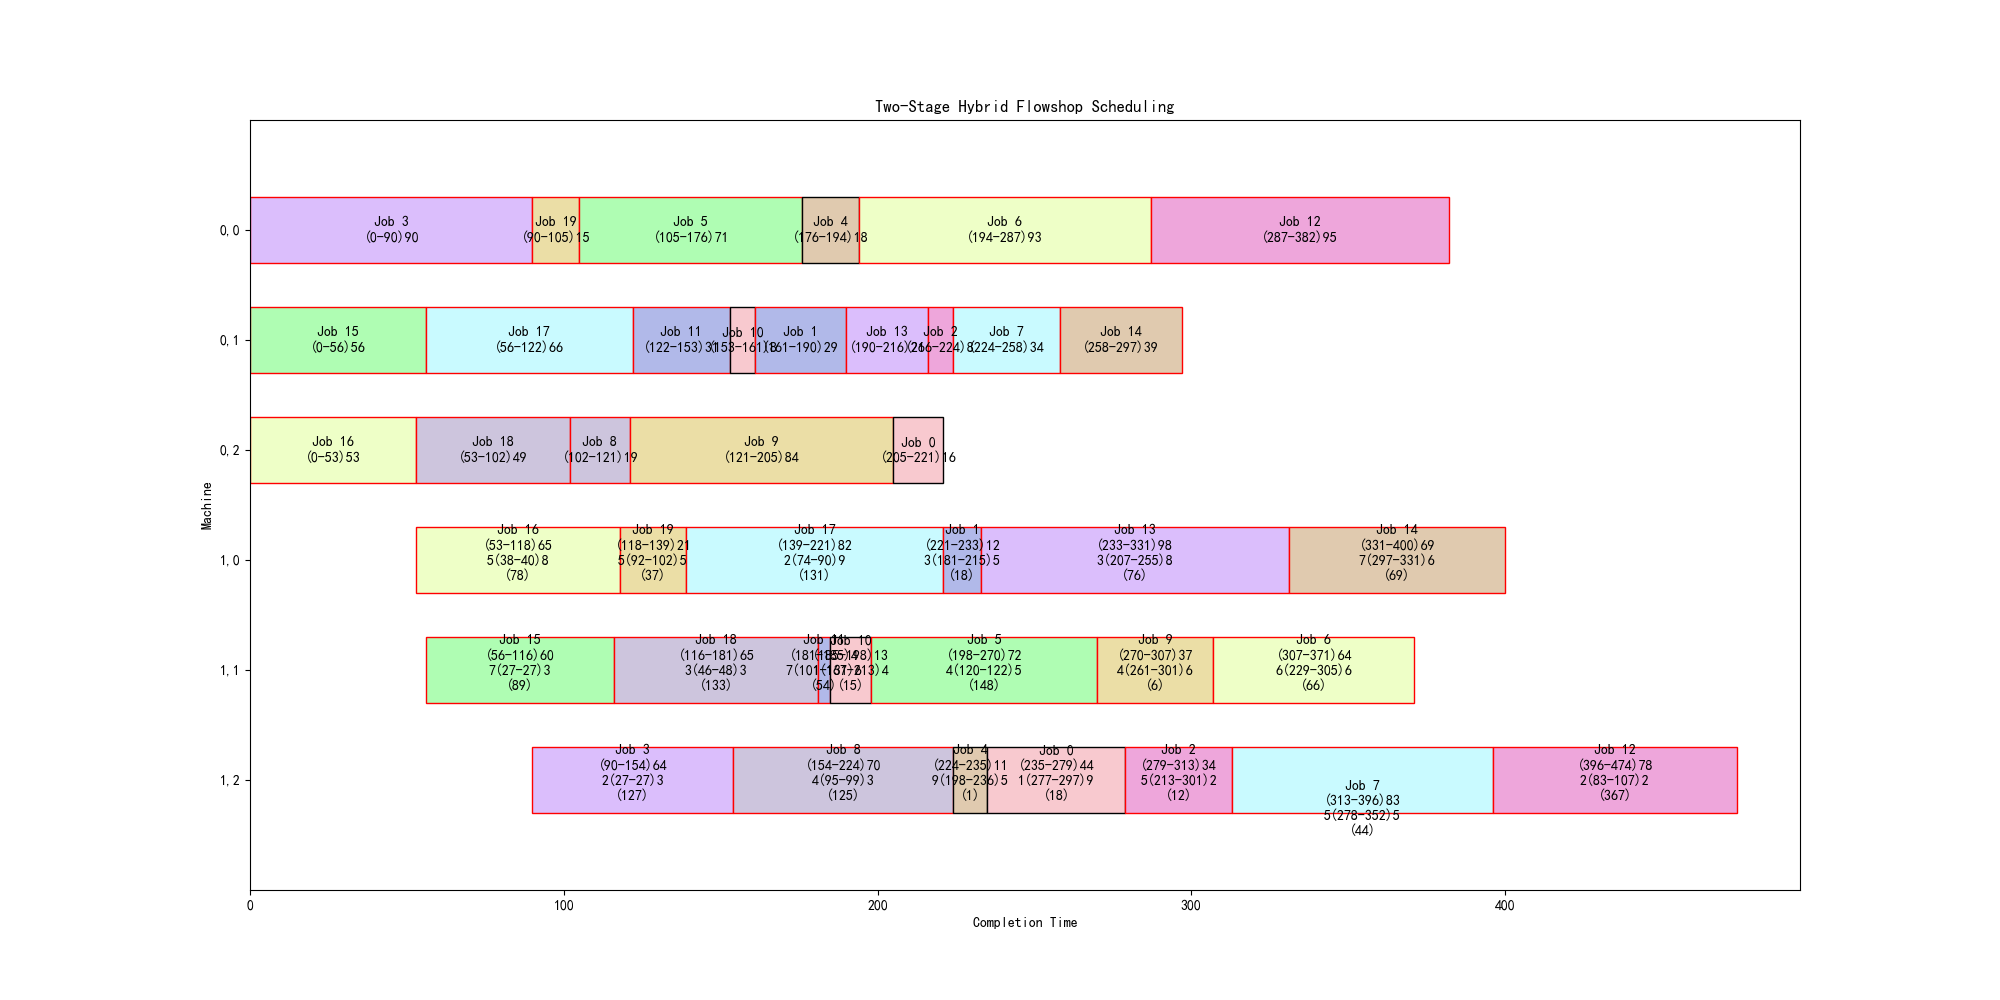 Two-Stage Hybrid Flowshop Scheduling
0,0
Job 3
(0-90)90
Job 19
(90-105)15
Job 5
(105-176)71
Job 4
(176-194)18
Job 6
(194-287)93
Job 12
(287-382)95
0,1
Job 15
(0-56)56
Job 17
(56-122)66
Job 11
(122-153)31
Job 10
(153-161)8
Job 1
(161-190)29
Job 13
(190-216)26
Job 2
(216-224)8
Job 7
(224-258)34
Job 14
(258-297)39
0,2
Job 16
(0-53)53
Job 18
(53-102)49
Job 8
(102-121)19
Job 9
(121-205)84
Job 0
(205-221)16
Machine
1,0
Job 16
(53-118)65
5(38-40)8
(78)
Job 19
(118-139)21
5(92-102)5
(37)
Job 17
(139-221)82
2(74-90)9
(131)
Job 1
(221-233)12
3(181-215)5
(18)
Job 13
(233-331)98
3(207-255)8
(76)
Job 14
(331-400)69
7(297-331)6
(69)
1,1
Job 15
(56-116)60
7(27-27)3
(89)
Job 18
(116-181)65
3(46-48)3
(133)
Job 11
(181-185)4
(54)
Job 10
(185-198)13
(15)
Job 5
(198-270)72
4(120-122)5
(148)
Job 9
(270-307)37
4(261-301)6
(6)
Job 6
(307-371)64
6(229-305)6
(66)
1,2
Job 3
(90-154)64
2(27-27)3
(127)
Job 8
(154-224)70
4(95-99)3
(125)
Job 4
(224-235)11
9(198-236)5
(1)
Job 0
(235-279)44
1(277-297)9
(18)
Job 2
(279-313)34
5(213-301)2
(12)
Job 7
(313-396)83
5(278-352)5
(44)
Job 12
(396-474)78
2(83-107)2
(367)
0
100
200
300
400
Completion Time